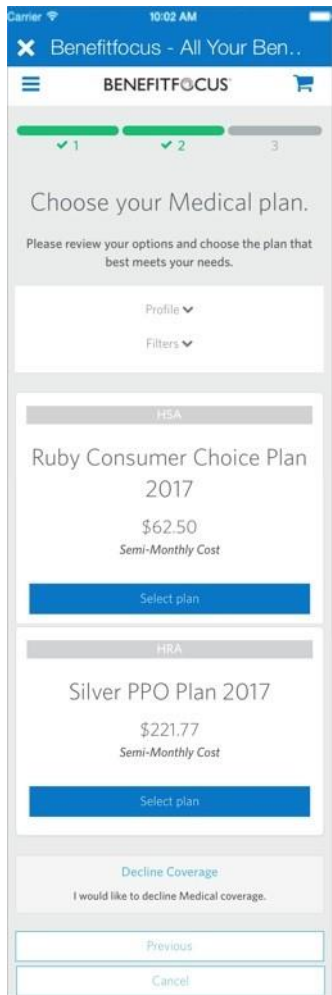 Carrier 10:02 AM
Benefitfocus - All Your Ben..
BENEFITFOCUS
1 2 3
Choose your Medical plan.
Please review your options and choose the plan that
best meets your needs.
Profile
Filters
HSA
Ruby Consumer Choice Plan
2017
$62.50
Semi-Monthly Cost
Select plan
HRA
Silver PPO Plan 2017
$221.77
Semi-Monthly Cost
Select plan
Decline Coverage
I would like to decline Medical coverage.
Previous
Cancel